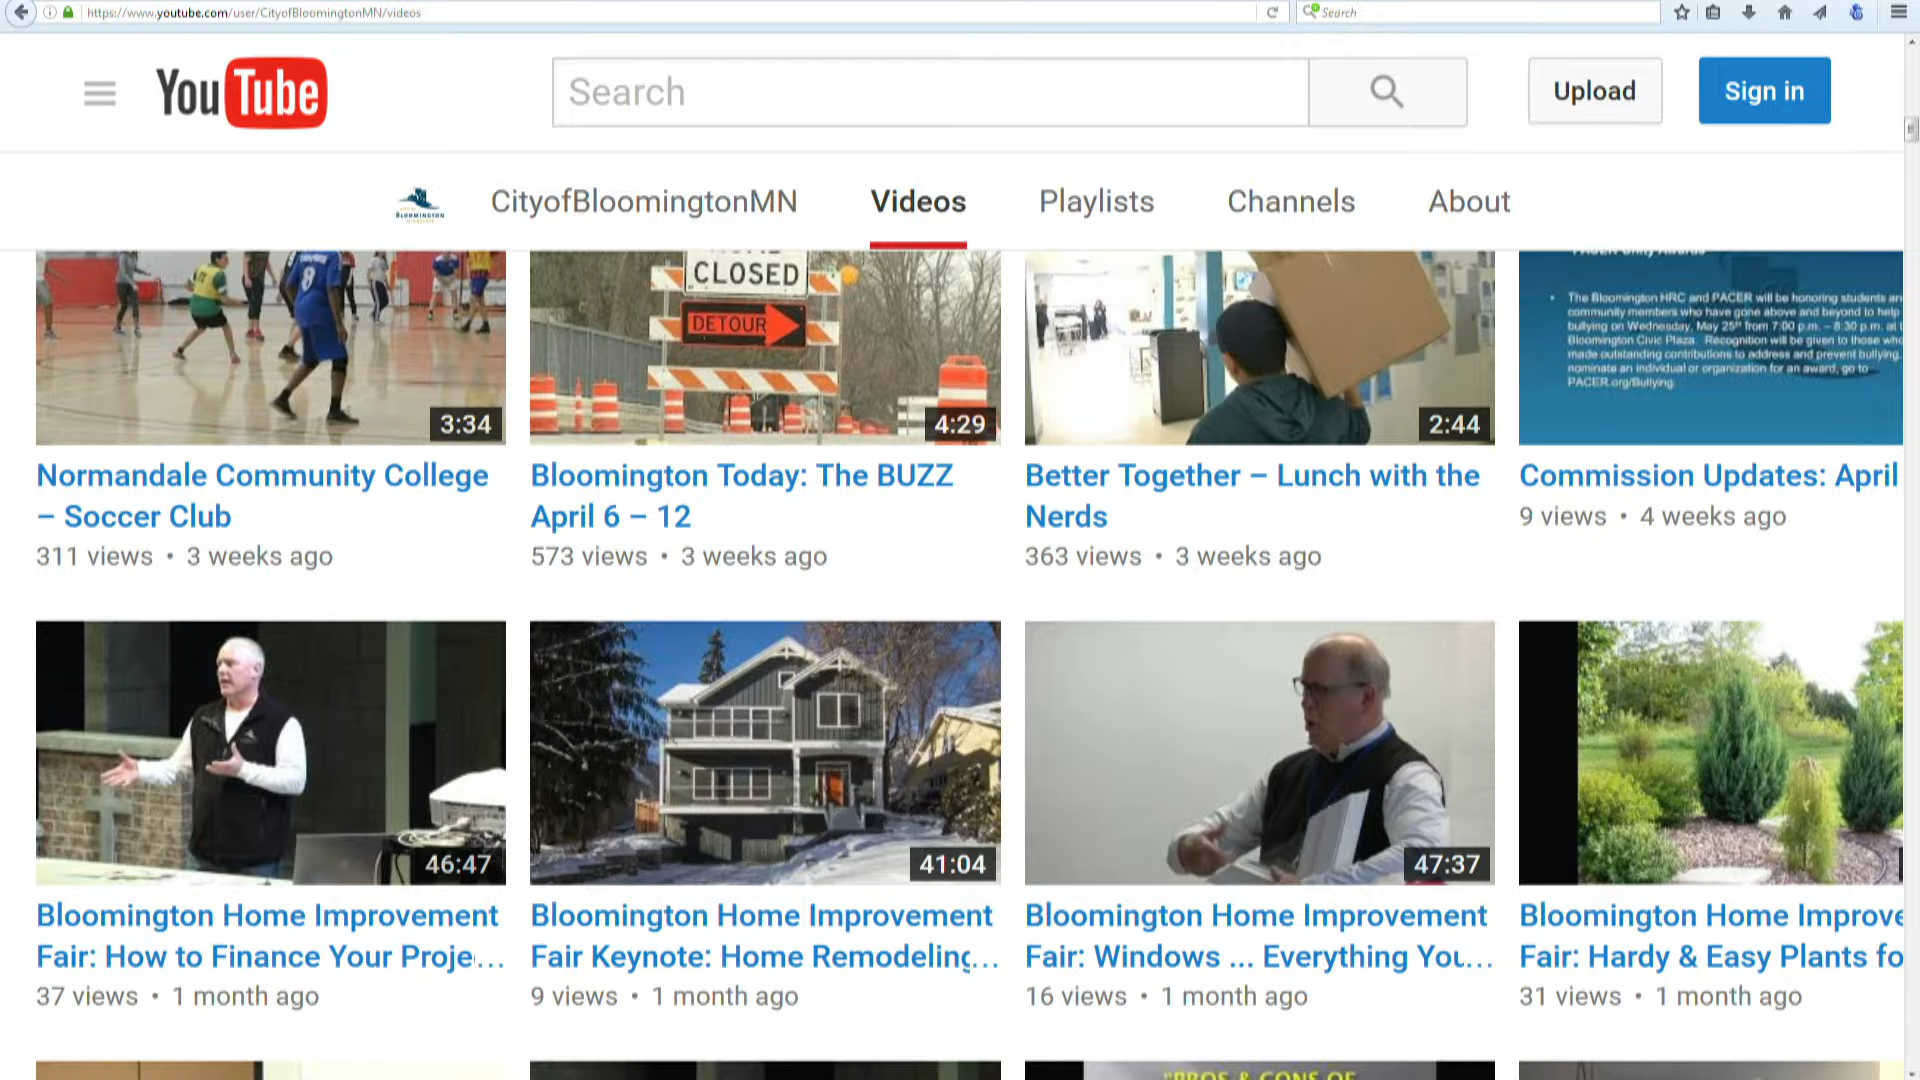 https://www.youtube.com/user/CityofBloomingtonMN/videos
Search
YouTube
Search
Upload
Sign in
BLOOMINGTON
CityofBloomingtonMN
Videos
Playlists
Channels
About
8
CLOSED
DETOUR
3:34
4:29
2:44
• The Bloomington HRC and PACER will be honoring students an
community members who have gone above and beyond to help
bullying on Wednesday, May 25th from 7:00 p.m. – 8:30 p.m. at
Bloomington Civic Plaza. Recognition will be given to those who
made outstanding contributions to address and prevent bullying.
nominate an individual or organization for an award, go to
PACER.org/Bullying.
Normandale Community College
– Soccer Club
311 views • 3 weeks ago
Bloomington Today: The BUZZ
April 6 – 12
573 views • 3 weeks ago
Better Together – Lunch with the
Nerds
363 views • 3 weeks ago
Commission Updates: April
9 views • 4 weeks ago
46:47
41:04
47:37
Bloomington Home Improvement
Fair: How to Finance Your Proje...
37 views • 1 month ago
Bloomington Home Improvement
Fair Keynote: Home Remodeling...
9 views • 1 month ago
Bloomington Home Improvement
Fair: Windows ... Everything You...
16 views • 1 month ago
Bloomington Home Improve
Fair: Hardy & Easy Plants fo
31 views • 1 month ago
"PROS & CONS OF